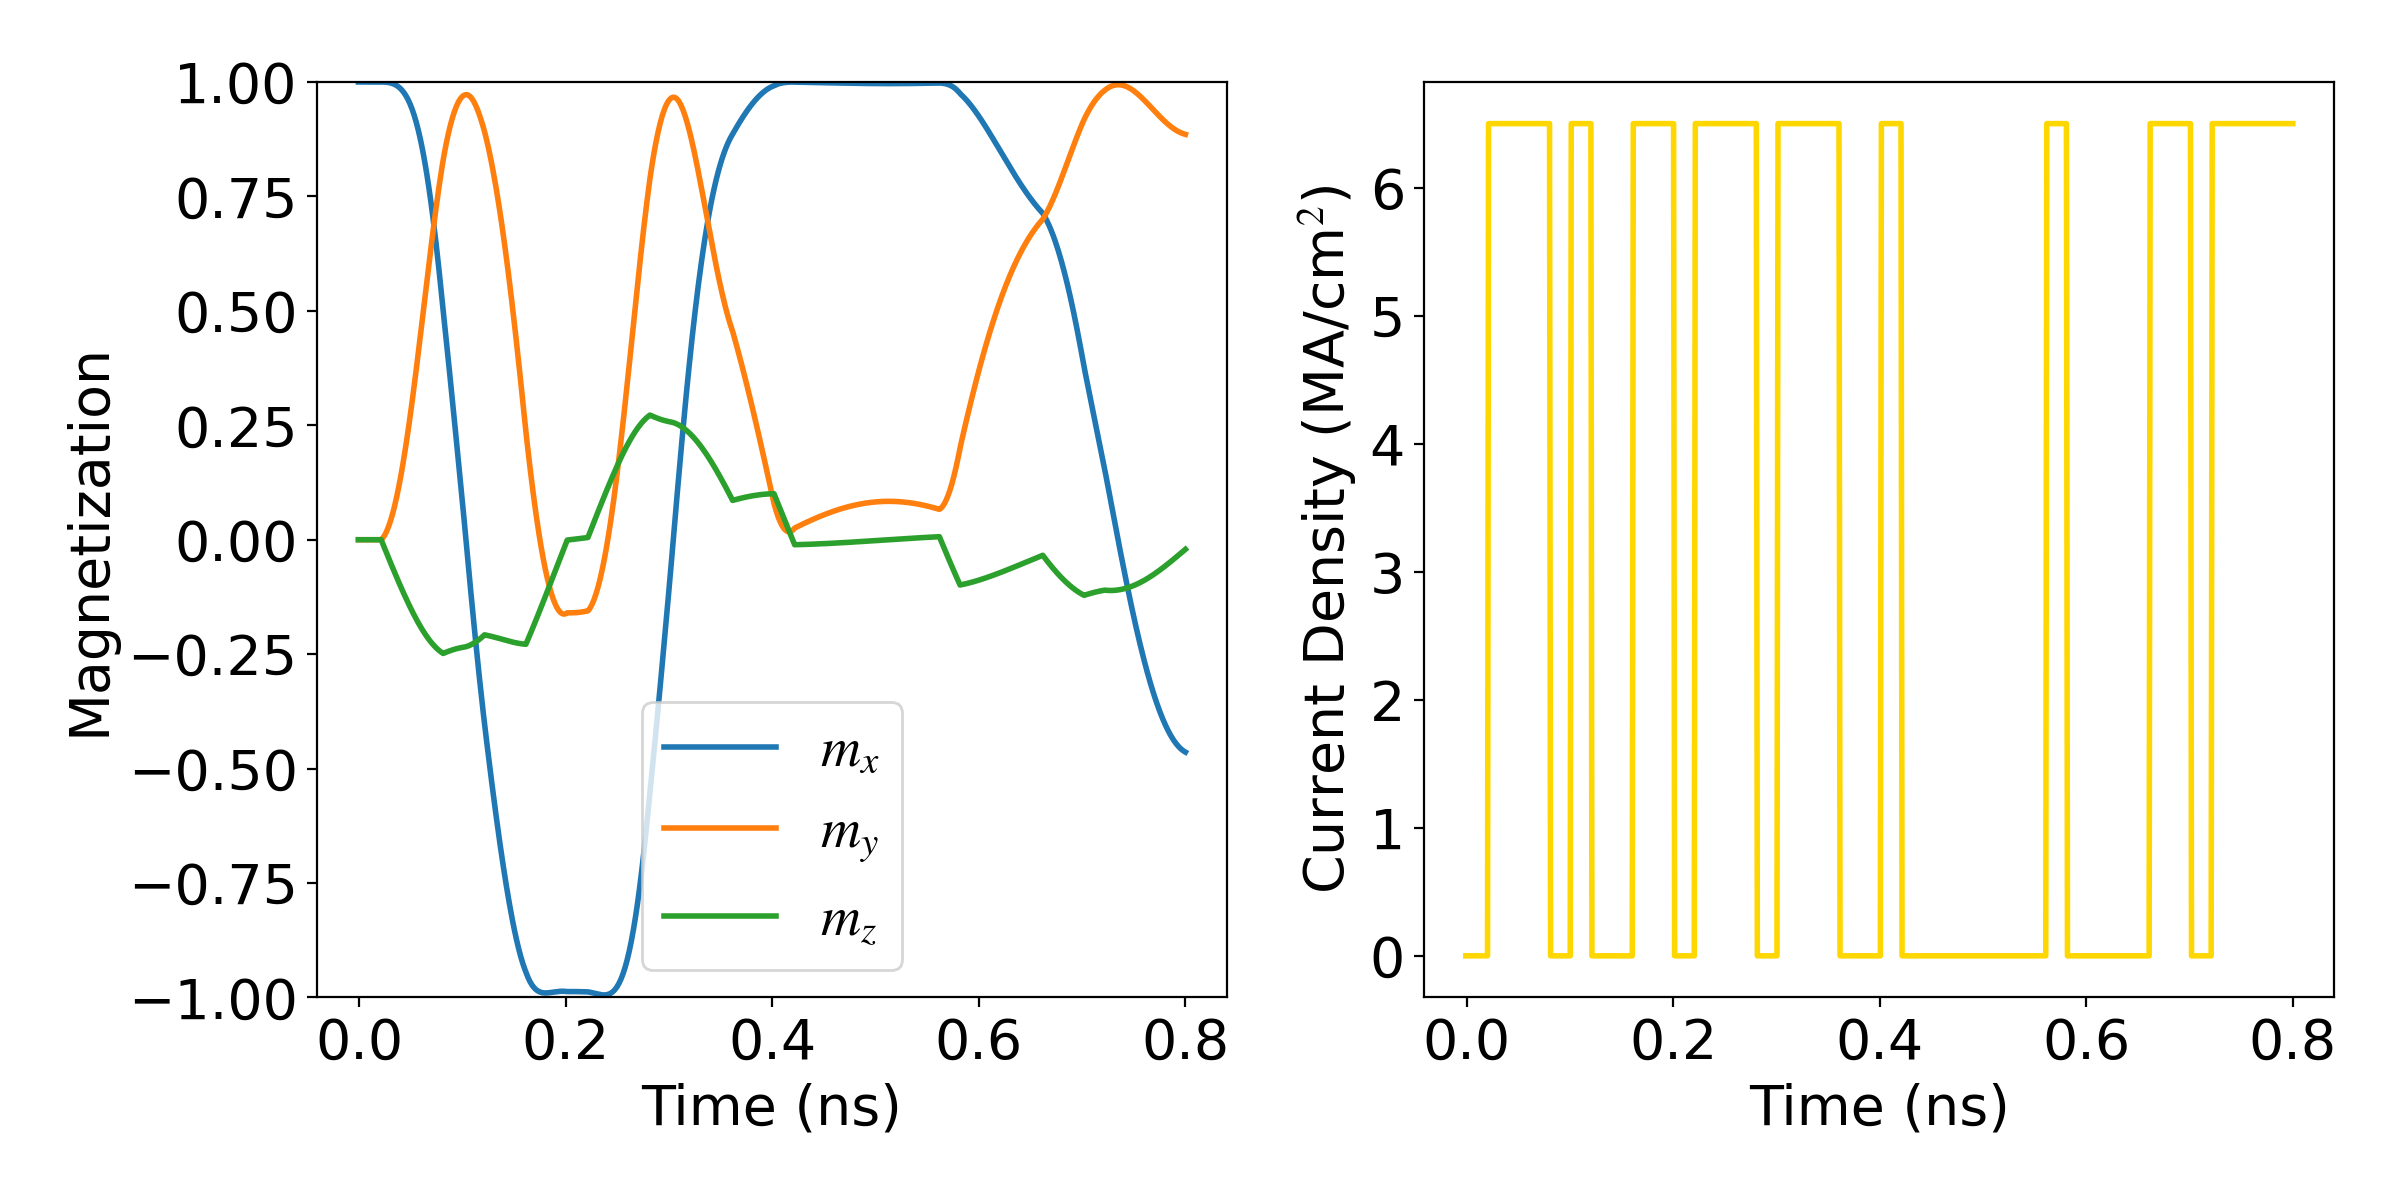 1.00
0.75
0.50
0.25
0.00
−0.25
−0.50
−0.75
−1.00
Magnetization
0.0 0.2 0.4 0.6 0.8
Time (ns)
m_x
m_y
m_z
6
5
4
3
2
1
0
Current Density (MA/cm²)
0.0 0.2 0.4 0.6 0.8
Time (ns)